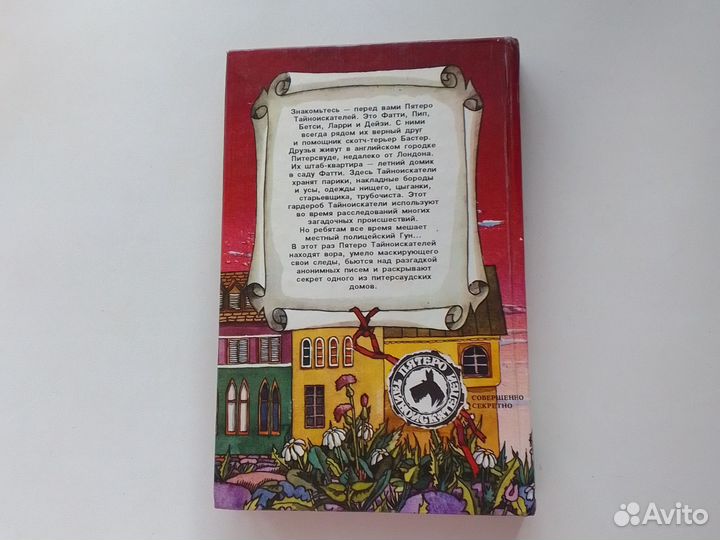 Знакомьтесь — перед вами Пятеро
Тайноискателей. Это Фатти, Пип,
Бетси, Ларри и Дейзи. С ними
всегда рядом их верный друг
и помощник скотч-терьер Бастер.
Друзья живут в английском городке
Питерсвуде, недалеко от Лондона.
Их штаб-квартира — летний домик
в саду Фатти. Здесь Тайноискатели
хранят парики, накладные бороды
и усы, одежды нищего, цыганки,
старьевщика, трубочиста. Этот
гардероб Тайноискатели используют
во время расследований многих
загадочных происшествий.
Но ребятам все время мешает
местный полицейский Гун...
В этот раз Пятеро Тайноискателей
находят вора, умело маскирующего
свои следы, бьются над разгадкой
анонимных писем и раскрывают
секрет одного из питерсаудских
домов.
ПЯТЕРО
ТАЙНОИСКАТЕЛЕЙ
СОВЕРШЕННО
СЕКРЕТНО
Avito